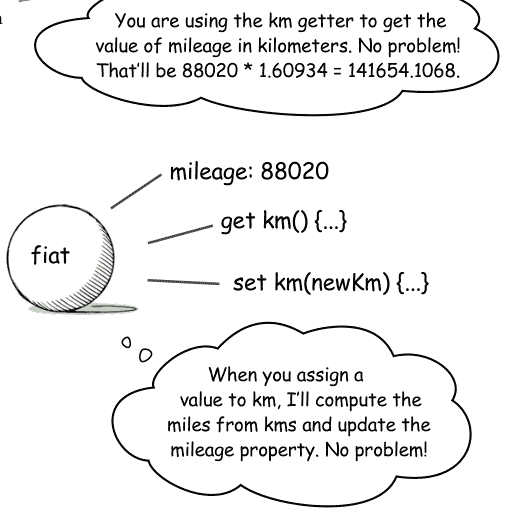 You are using the km getter to get the
value of mileage in kilometers. No problem!
That'll be 88020 * 1.60934 = 141654.1068.
mileage: 88020
get km() {...}
fiat
set km(newKm) {...}
When you assign a
value to km, I'll compute the
miles from kms and update the
mileage property. No problem!